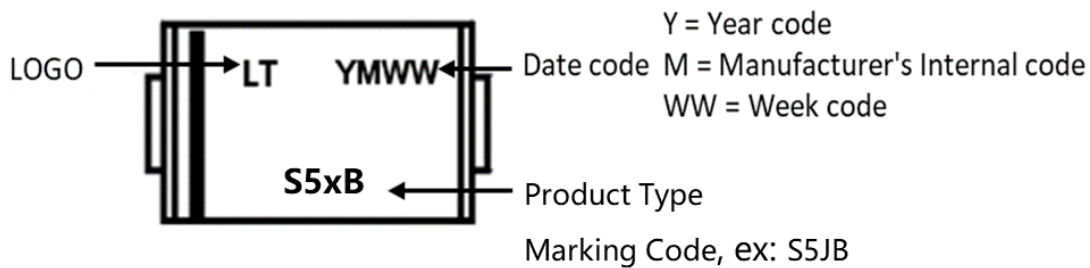 Y = Year code
LOGO LT YMWW Date code M = Manufacturer's Internal code
WW = Week code
S5xB Product Type
Marking Code, ex: S5JB